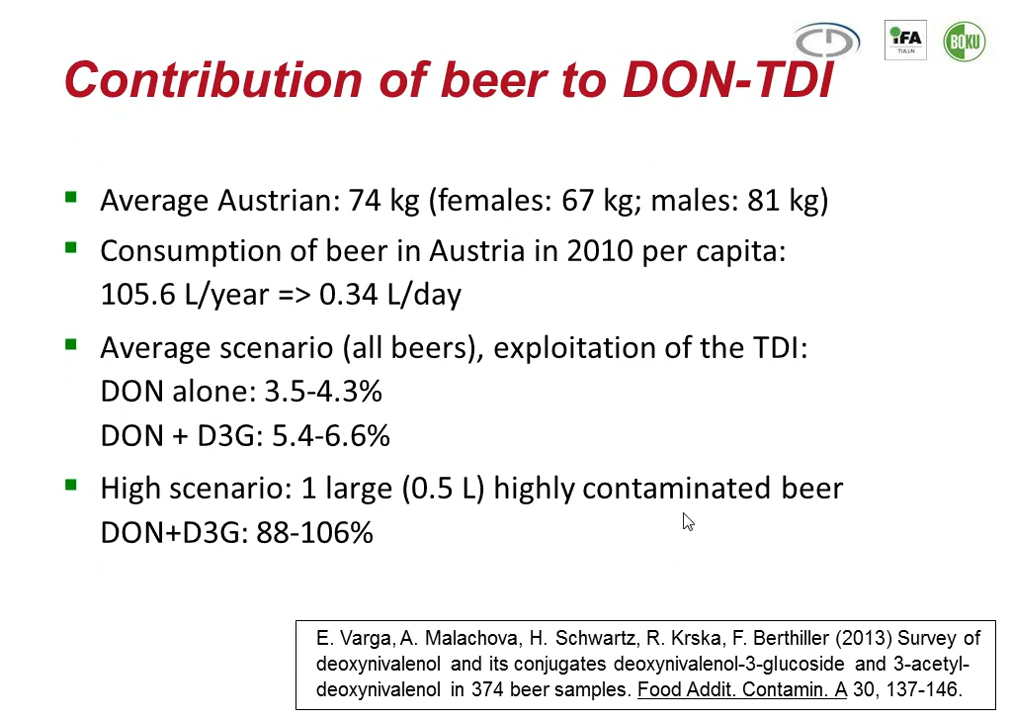 CD
iFA
TULLN
BOKU
Contribution of beer to DON-TDI
Average Austrian: 74 kg (females: 67 kg; males: 81 kg)
Consumption of beer in Austria in 2010 per capita:
105.6 L/year => 0.34 L/day
Average scenario (all beers), exploitation of the TDI:
DON alone: 3.5-4.3%
DON + D3G: 5.4-6.6%
High scenario: 1 large (0.5 L) highly contaminated beer
DON+D3G: 88-106%
E. Varga, A. Malachova, H. Schwartz, R. Krska, F. Berthiller (2013) Survey of
deoxynivalenol and its conjugates deoxynivalenol-3-glucoside and 3-acetyl-
deoxynivalenol in 374 beer samples. Food Addit. Contamin. A 30, 137-146.